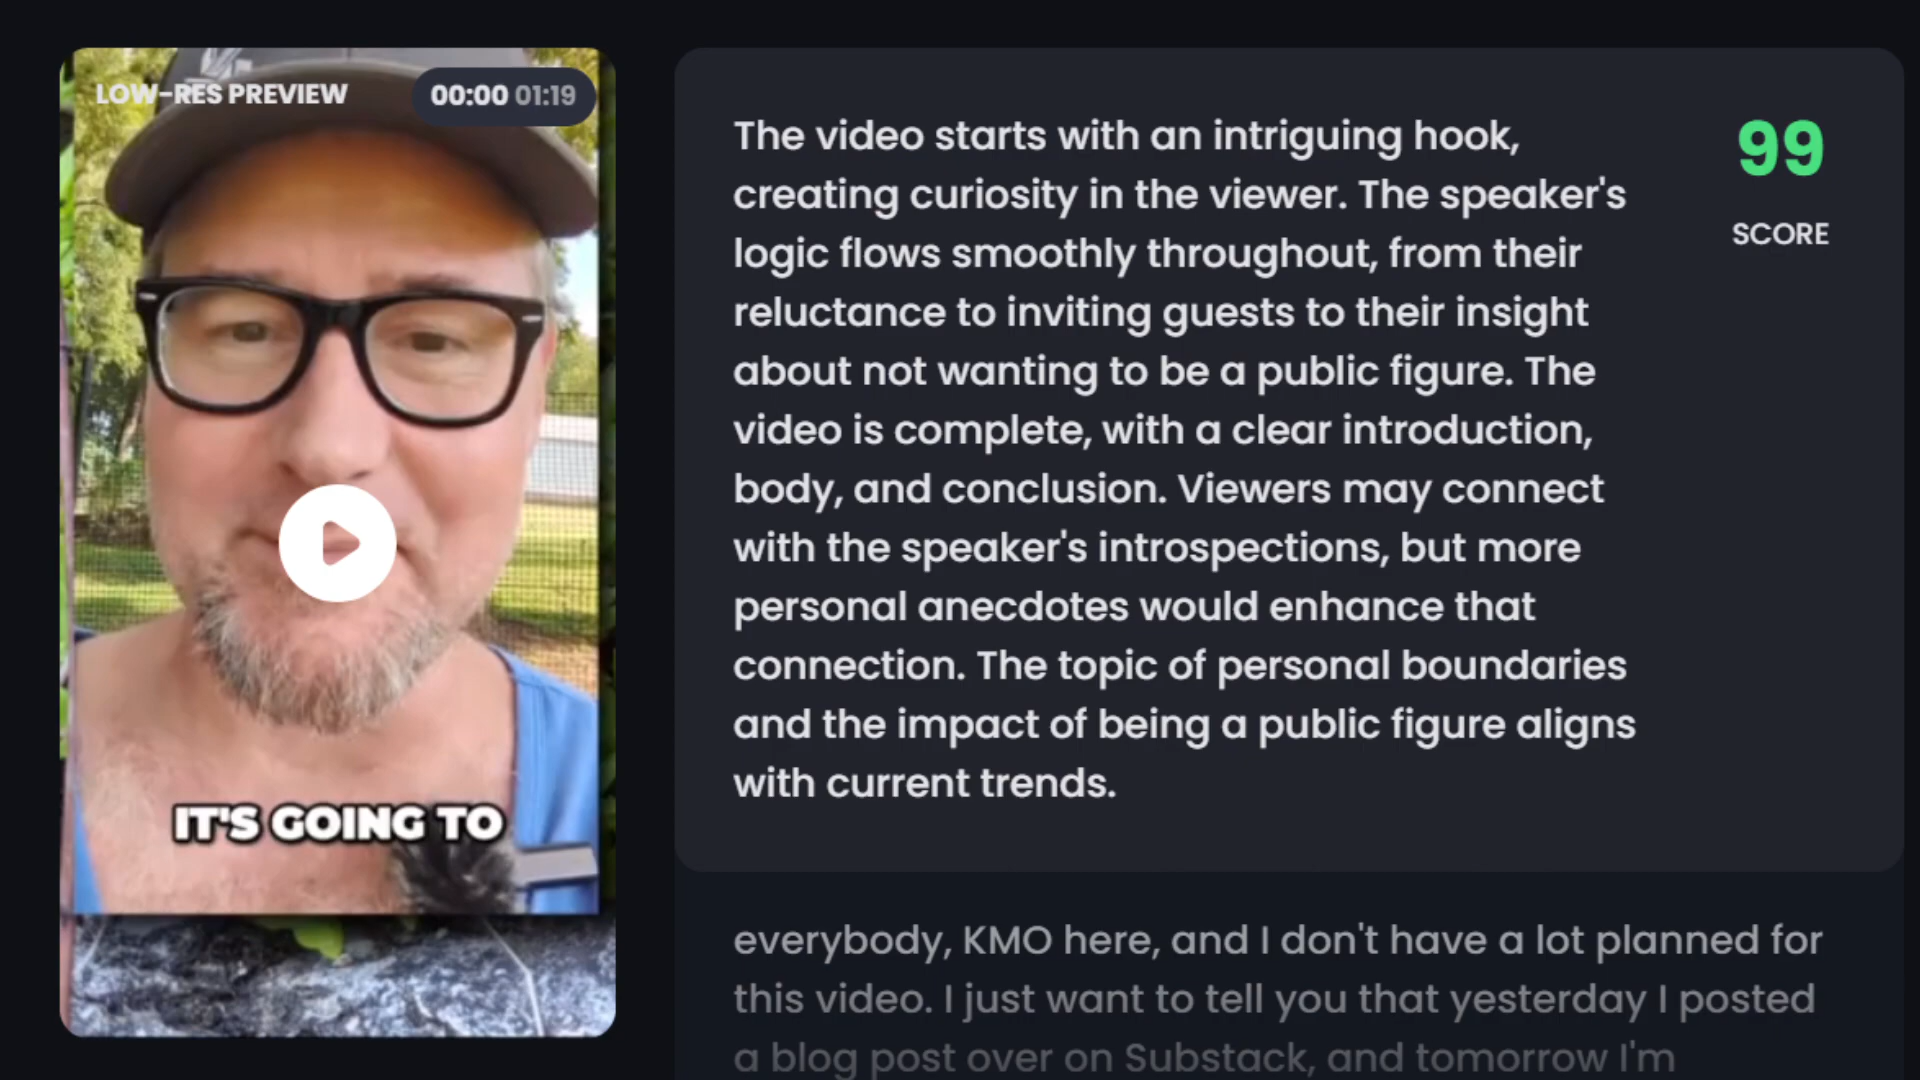 LOW-RES PREVIEW
00:00 01:19
IT'S GOING TO
The video starts with an intriguing hook,
creating curiosity in the viewer. The speaker's
logic flows smoothly throughout, from their
reluctance to inviting guests to their insight
about not wanting to be a public figure. The
video is complete, with a clear introduction,
body, and conclusion. Viewers may connect
with the speaker's introspections, but more
personal anecdotes would enhance that
connection. The topic of personal boundaries
and the impact of being a public figure aligns
with current trends.
99
SCORE
everybody, KMO here, and I don't have a lot planned for
this video. I just want to tell you that yesterday I posted
a blog post over on Substack, and tomorrow I'm